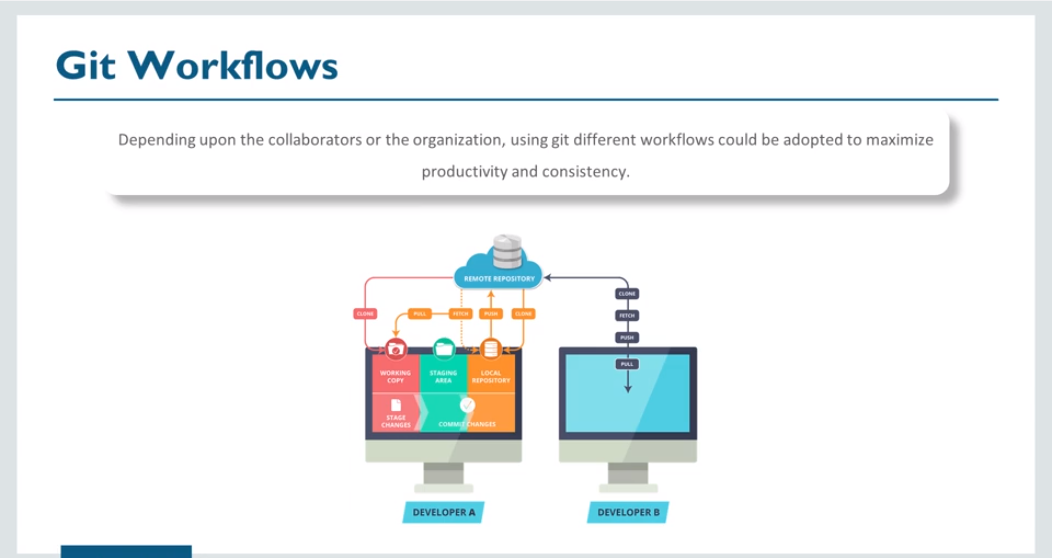 Git Workflows
Depending upon the collaborators or the organization, using git different workflows could be adopted to maximize
productivity and consistency.
REMOTE REPOSITORY
CLONE
PULL
FETCH
PUSH
CLONE
CLONE
FETCH
PUSH
PULL
WORKING
COPY
STAGING
AREA
LOCAL
REPOSITORY
STAGE
CHANGES
COMMIT CHANGES
DEVELOPER A
DEVELOPER B